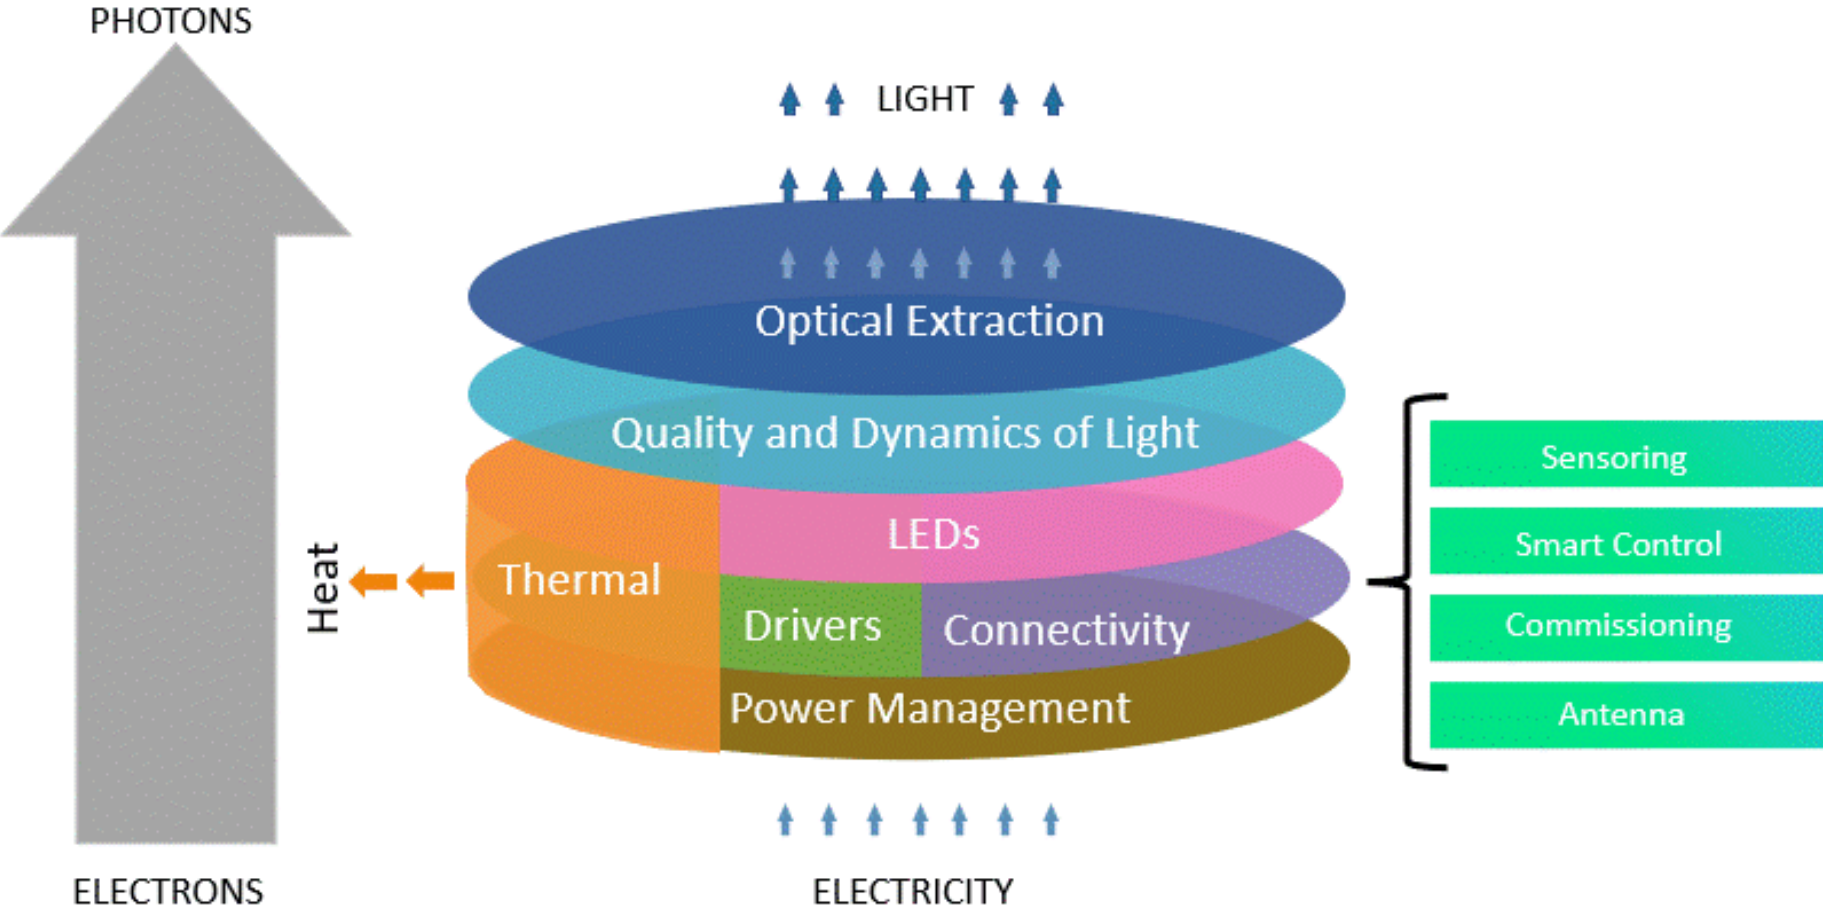 PHOTONS
LIGHT
Optical Extraction
Quality and Dynamics of Light
LEDs
Thermal
Heat
Drivers
Connectivity
Power Management
Sensoring
Smart Control
Commissioning
Antenna
ELECTRONS
ELECTRICITY